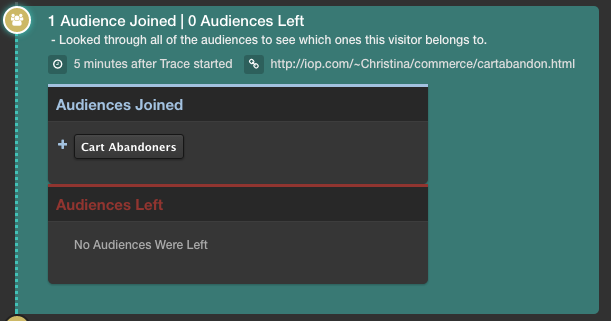 1 Audience Joined | 0 Audiences Left
- Looked through all of the audiences to see which ones this visitor belongs to.
5 minutes after Trace started http://iop.com/~Christina/commerce/cartabandon.html
Audiences Joined
+ Cart Abandoners
Audiences Left
No Audiences Were Left